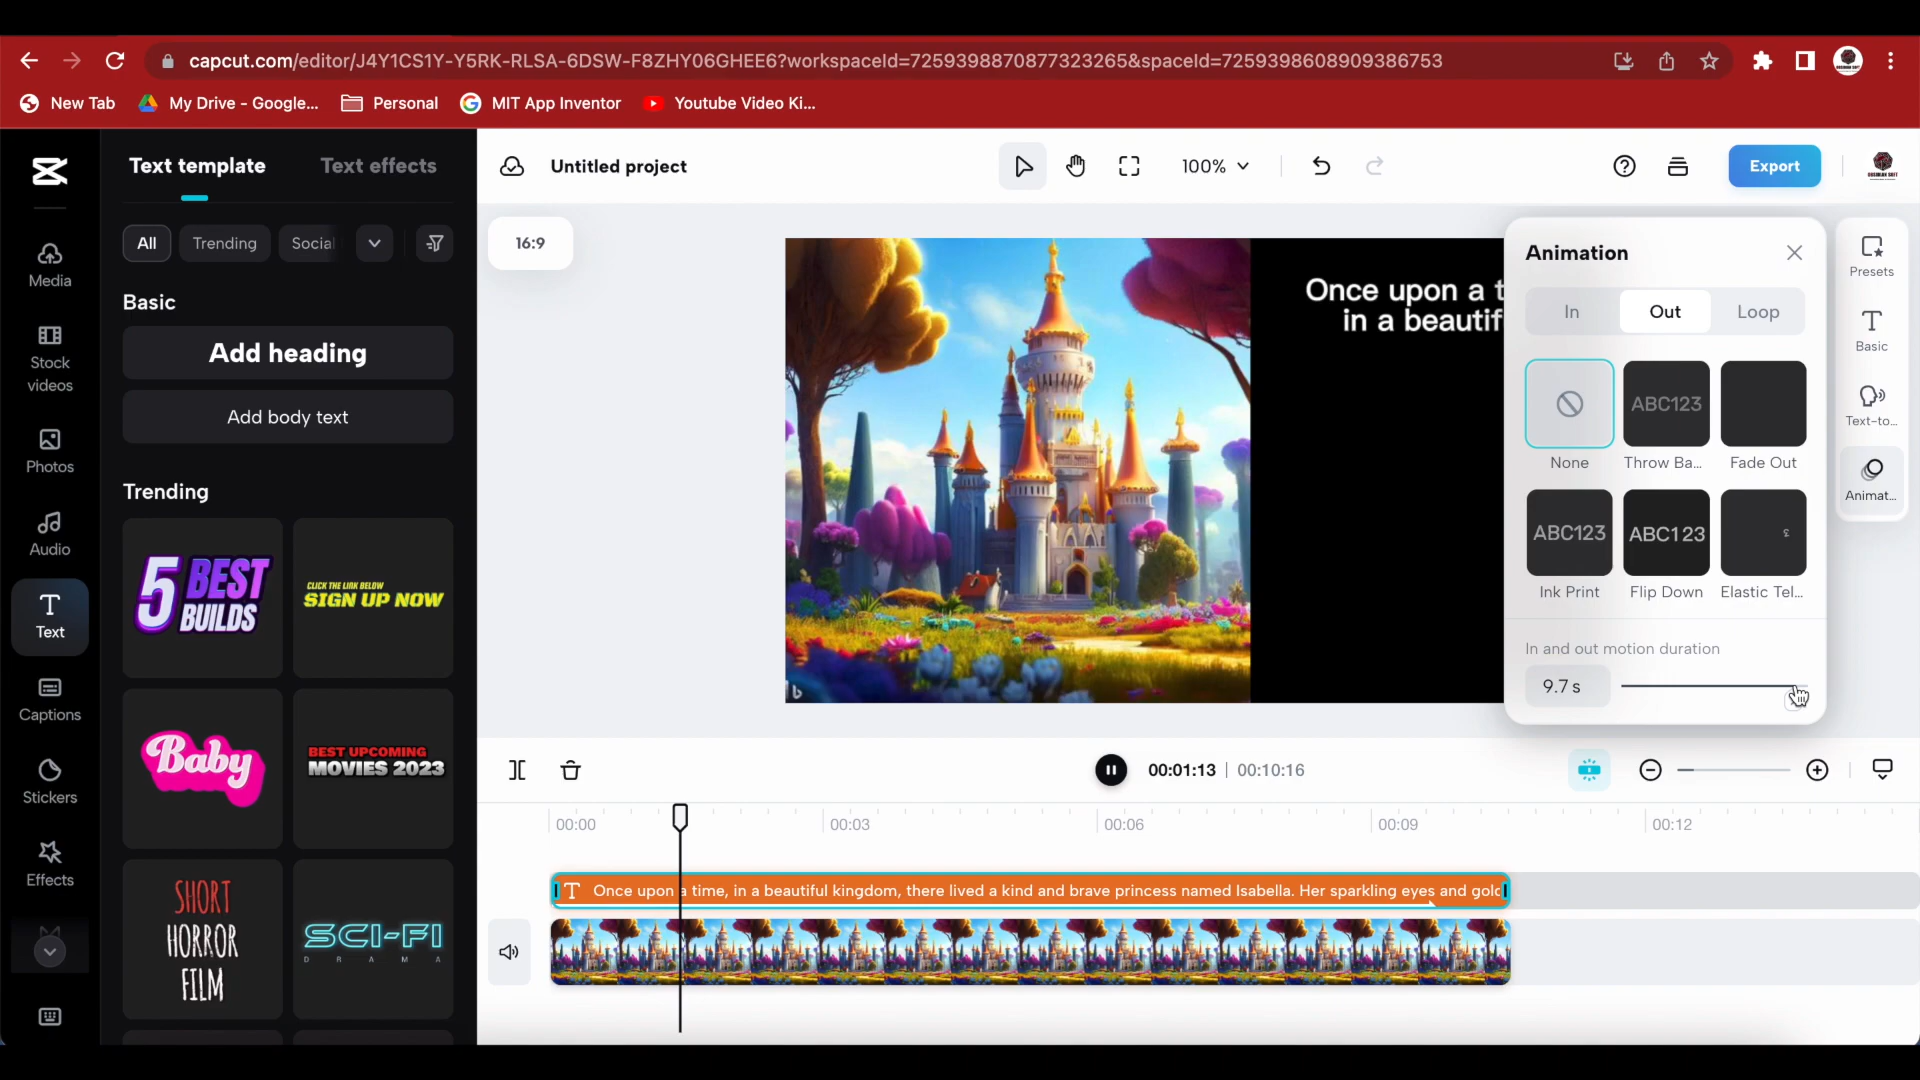 capcut.com/editor/J4Y1CS1Y-Y5RK-RLSA-6DSW-F8ZHY06GHEE6?workspaceId=7259398870877323265&spaceId=7259398608909386753
New Tab
My Drive - Google...
Personal
MIT App Inventor
Youtube Video Ki...
Text template
Text effects
Untitled project
100%
Export
All
Trending
Social
16:9
Basic
Add heading
Add body text
Trending
5 BEST BUILDS
CLICK THE LINK BELOW
SIGN UP NOW
Baby
BEST UPCOMING
MOVIES 2023
SHORT
HORROR
FILM
SCI-FI
DRAMA
Media
Stock
videos
Photos
Audio
Text
Captions
Stickers
Effects
Once upon a t
in a beautif
Animation
In
Out
Loop
ABC123
None
Throw Ba...
Fade Out
ABC123
ABC123
Ink Print
Flip Down
Elastic Tel...
In and out motion duration
9.7 s
Presets
Basic
Text-to...
Animat...
00:01:13 | 00:10:16
00:00
00:03
00:06
00:09
00:12
Once upon a time, in a beautiful kingdom, there lived a kind and brave princess named Isabella. Her sparkling eyes and gold